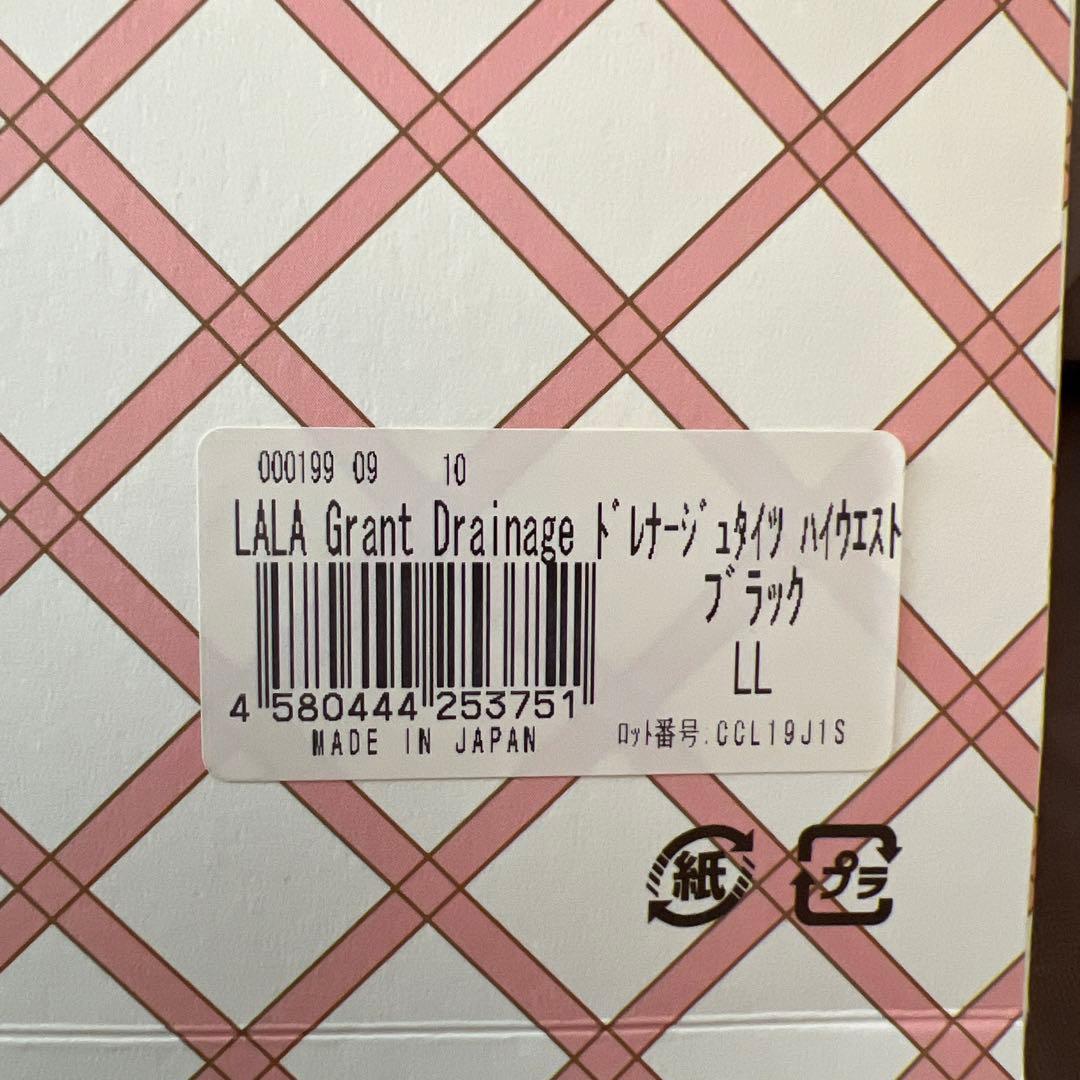 000199 09 10
LALA Grant Drainage ﾄﾞﾚﾅｰｼﾞｭﾀｲﾂ ﾊｲｳｴｽﾄ
ﾌﾞﾗｯｸ
LL
4 580444 253751
MADE IN JAPAN ﾛｯﾄ番号.CCL19J1S
紙 プラ